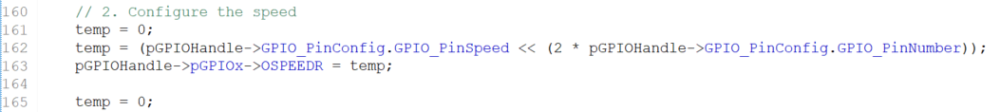 160 // 2. Configure the speed
161 temp = 0;
162 temp = (pGPIOHandle->GPIO_PinConfig.GPIO_PinSpeed << (2 * pGPIOHandle->GPIO_PinConfig.GPIO_PinNumber));
163 pGPIOHandle->pGPIOx->OSPEEDR = temp;
164
165 temp = 0;